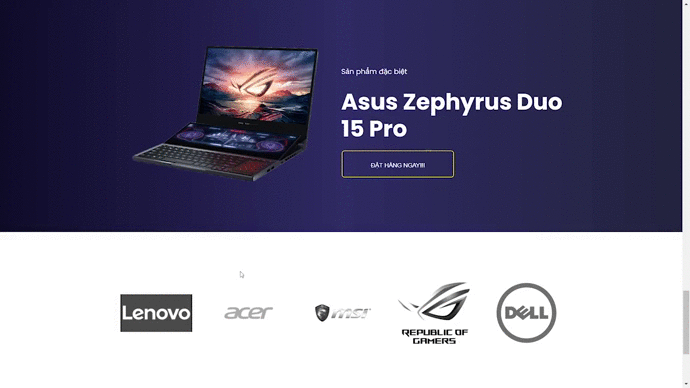 Sản phẩm đặc biệt
Asus Zephyrus Duo
15 Pro
ĐẶT HÀNG NGAY!!!
Lenovo
acer
msi
REPUBLIC OF
GAMERS
DELL